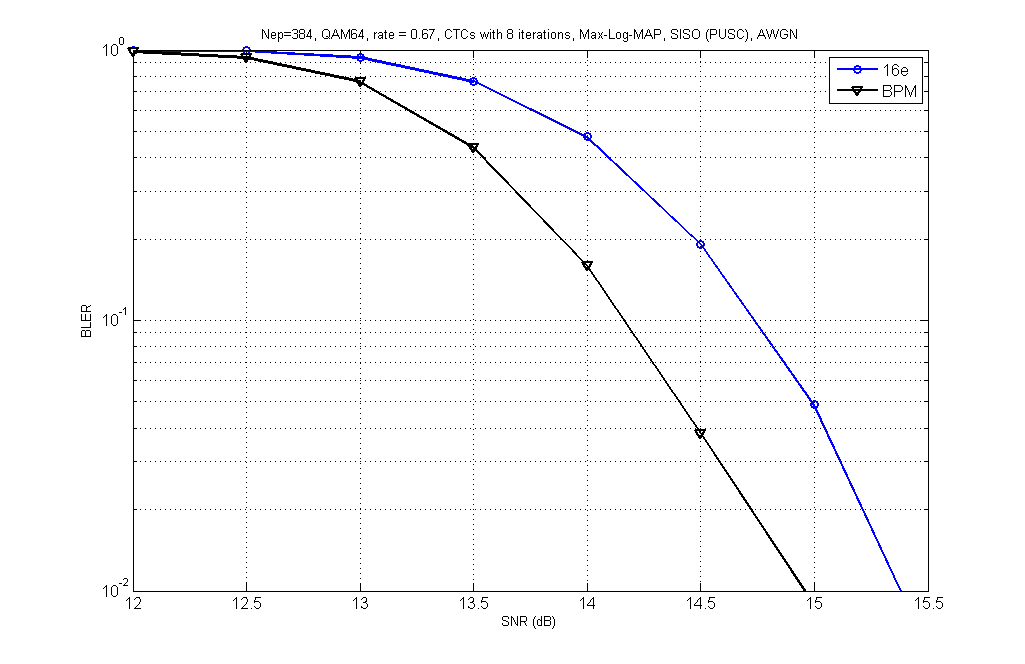 Nep=384, QAM64, rate = 0.67, CTCs with 8 iterations, Max-Log-MAP, SISO (PUSC), AWGN
10^0
16e
BPM
BLER
10^-1
10^-2
12 12.5 13 13.5 14 14.5 15 15.5
SNR (dB)